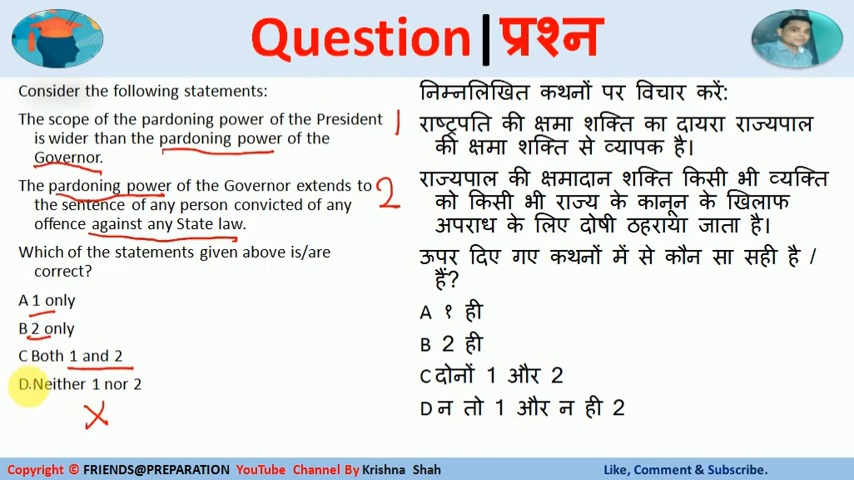 Question|प्रश्न
Consider the following statements:
The scope of the pardoning power of the President
is wider than the pardoning power of the
Governor.
1
The pardoning power of the Governor extends to
the sentence of any person convicted of any
offence against any State law.
2
Which of the statements given above is/are
correct?
A 1 only
B 2 only
C Both 1 and 2
D.Neither 1 nor 2
निम्नलिखित कथनों पर विचार करें:
राष्ट्रपति की क्षमा शक्ति का दायरा राज्यपाल
की क्षमा शक्ति से व्यापक है।
राज्यपाल की क्षमादान शक्ति किसी भी व्यक्ति
को किसी भी राज्य के कानून के खिलाफ
अपराध के लिए दोषी ठहराया जाता है।
ऊपर दिए गए कथनों में से कौन सा सही है /
हैं?
A १ ही
B 2 ही
C दोनों 1 और 2
D न तो 1 और न ही 2
Copyright © FRIENDS@PREPARATION YouTube Channel By Krishna Shah
Like, Comment & Subscribe.